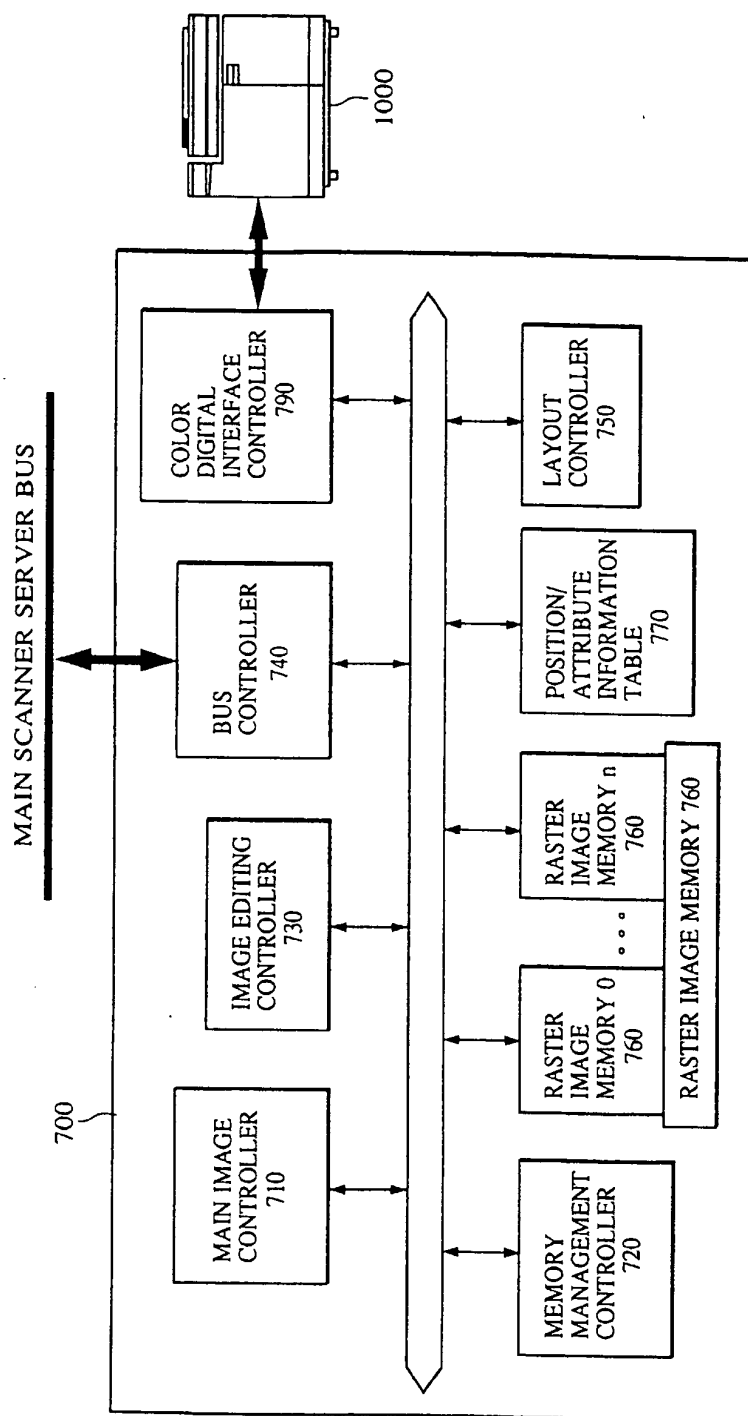 MAIN SCANNER SERVER BUS
700
MAIN IMAGE
CONTROLLER
710
IMAGE EDITING
CONTROLLER
730
BUS
CONTROLLER
740
COLOR
DIGITAL
INTERFACE
CONTROLLER
790
1000
MEMORY
MANAGEMENT
CONTROLLER
720
RASTER
IMAGE
MEMORY 0
760
RASTER
IMAGE
MEMORY n
760
RASTER IMAGE MEMORY 760
POSITION/
ATTRIBUTE
INFORMATION
TABLE
770
LAYOUT
CONTROLLER
750